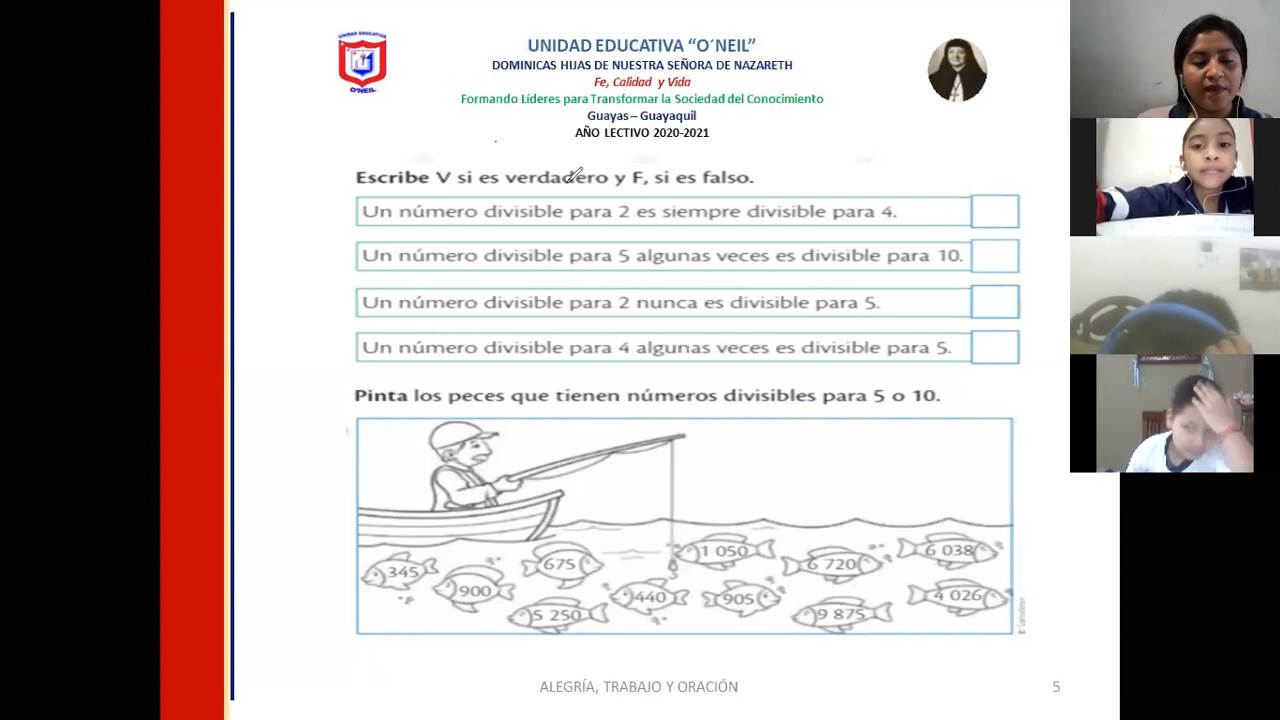 UNIDAD EDUCATIVA
O'NEIL
UNIDAD EDUCATIVA “O´NEIL”
DOMINICAS HIJAS DE NUESTRA SEÑORA DE NAZARETH
Fe, Calidad y Vida
Formando Líderes para Transformar la Sociedad del Conocimiento
Guayas – Guayaquil
AÑO LECTIVO 2020-2021
Escribe V si es verdadero y F, si es falso.
Un número divisible para 2 es siempre divisible para 4.
Un número divisible para 5 algunas veces es divisible para 10.
Un número divisible para 2 nunca es divisible para 5.
Un número divisible para 4 algunas veces es divisible para 5.
Pinta los peces que tienen números divisibles para 5 o 10.
345
900
675
5 250
440
1 050
905
6 720
9 875
6 038
4 026
ALEGRÍA, TRABAJO Y ORACIÓN
5